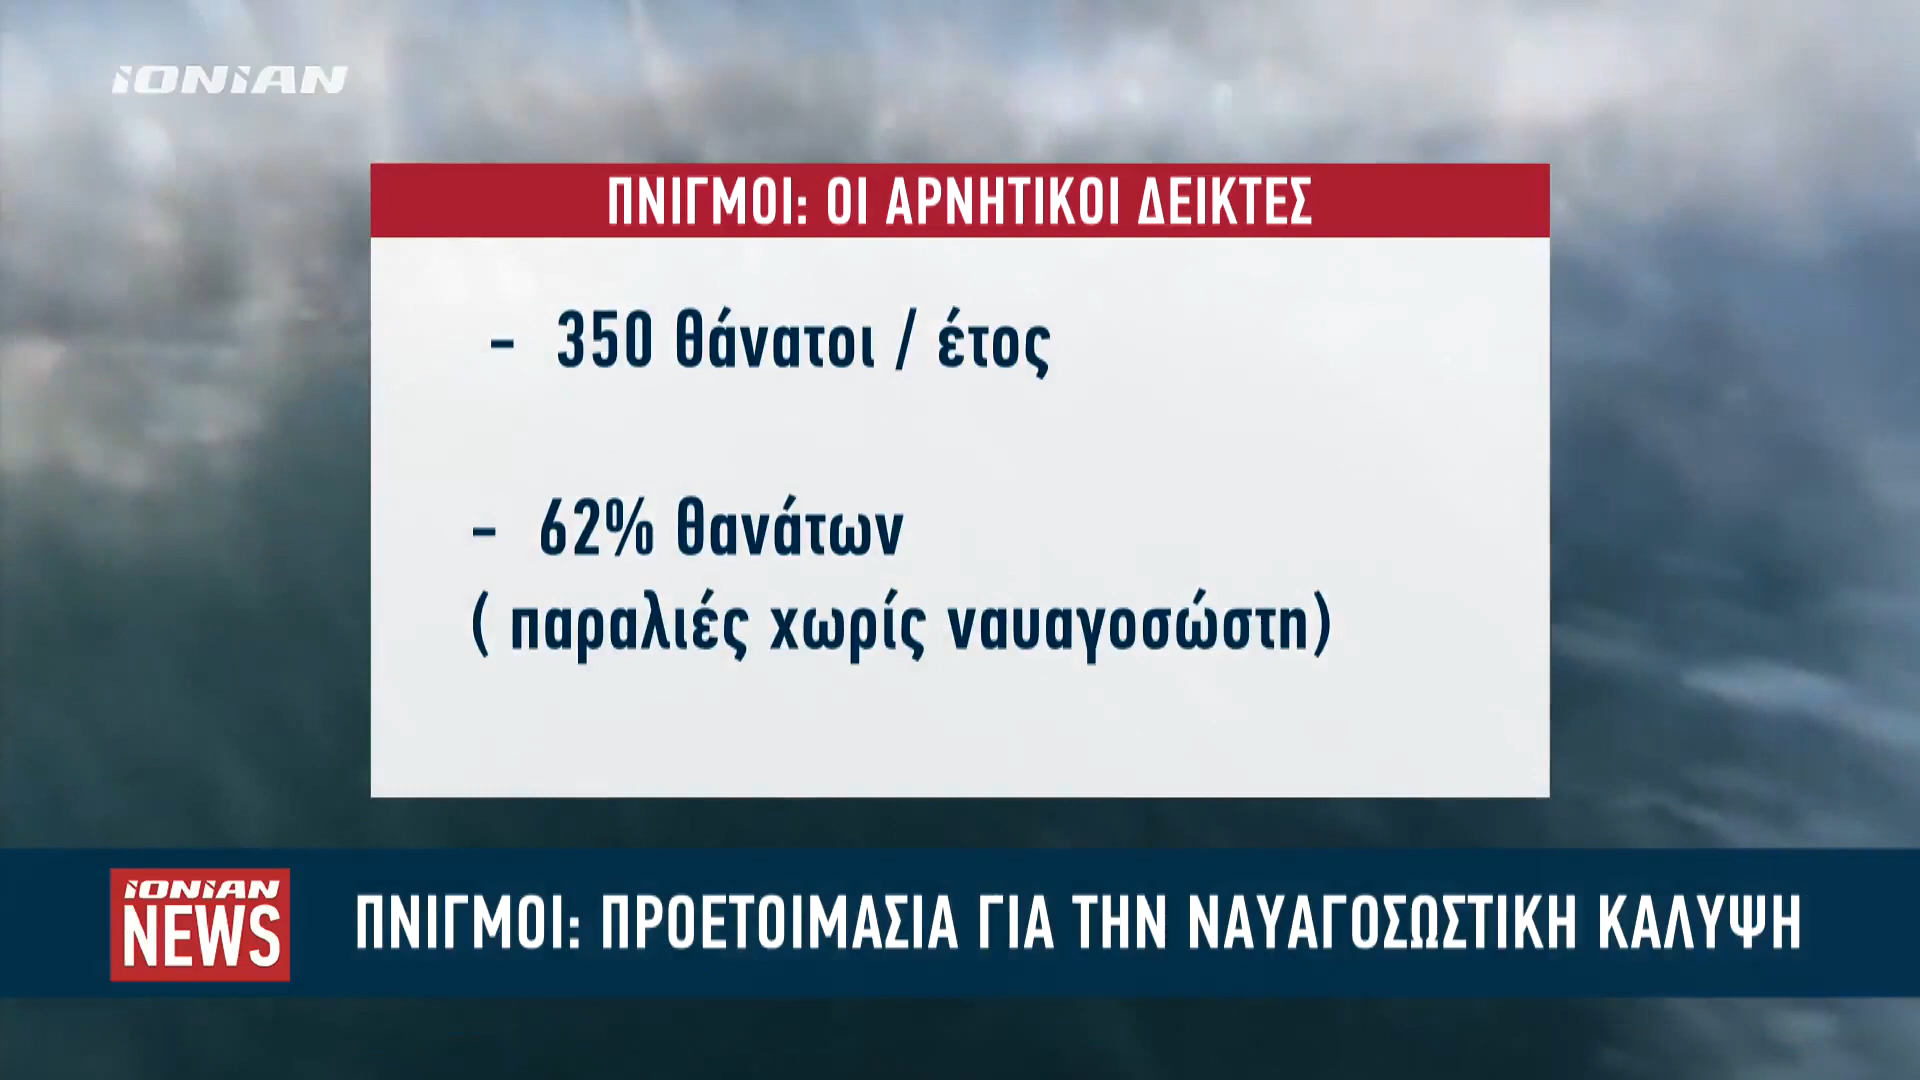 iONiAN
ΠΝΙΓΜΟΙ: ΟΙ ΑΡΝΗΤΙΚΟΙ ΔΕΙΚΤΕΣ
- 350 θάνατοι / έτος
- 62% θανάτων
( παραλιές χωρίς ναυαγοσώστη)
iONiAN
NEWS
ΠΝΙΓΜΟΙ: ΠΡΟΕΤΟΙΜΑΣΙΑ ΓΙΑ ΤΗΝ ΝΑΥΑΓΟΣΩΣΤΙΚΗ ΚΑΛΥΨΗ